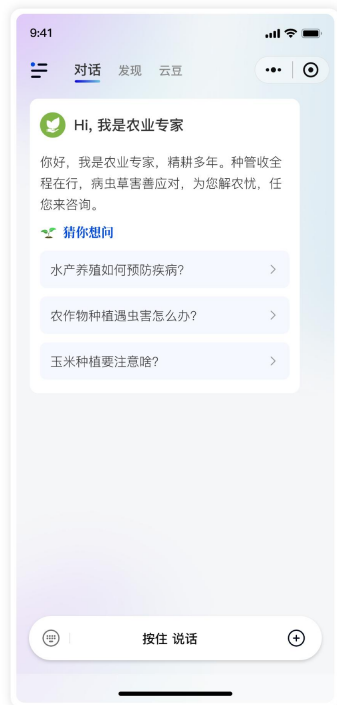 9:41
对话 发现 云豆
Hi, 我是农业专家
你好，我是农业专家，精耕多年。种管收全
程在行，病虫草害善应对，为您解农忧，任
您来咨询。
猜你想问
水产养殖如何预防疾病?
农作物种植遇虫害怎么办?
玉米种植要注意啥?
按住 说话